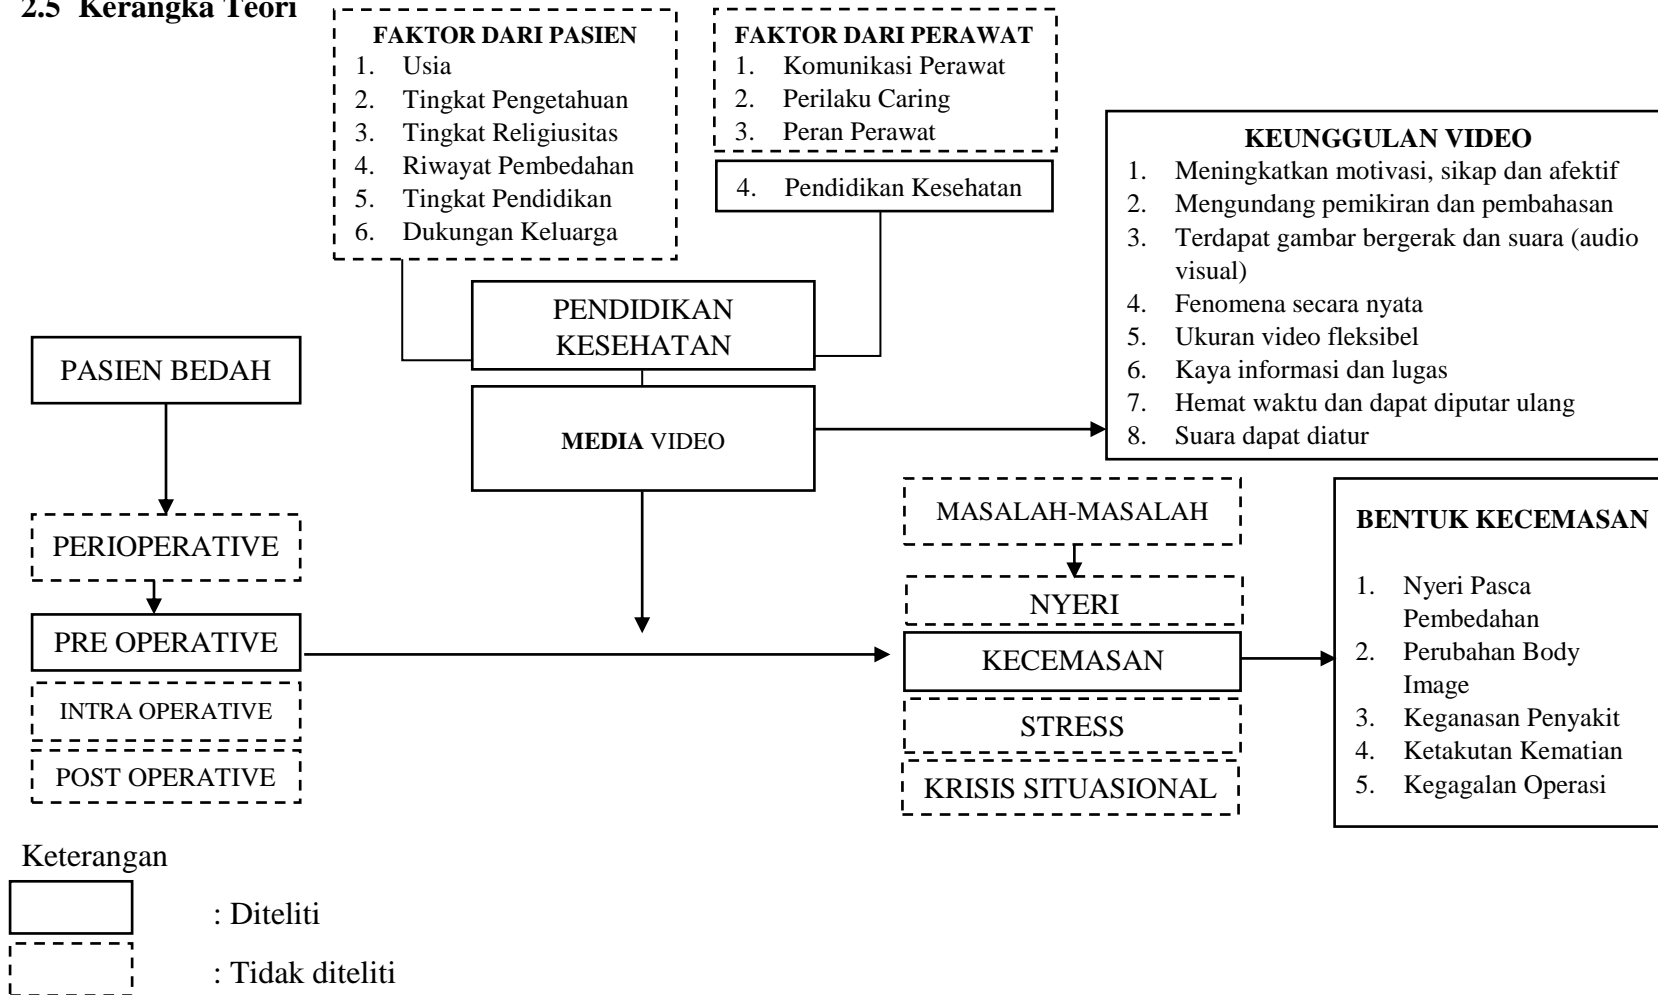 2.5 Kerangka Teori
FAKTOR DARI PASIEN
1. Usia
2. Tingkat Pengetahuan
3. Tingkat Religiusitas
4. Riwayat Pembedahan
5. Tingkat Pendidikan
6. Dukungan Keluarga
FAKTOR DARI PERAWAT
1. Komunikasi Perawat
2. Perilaku Caring
3. Peran Perawat
4. Pendidikan Kesehatan
KEUNGGULAN VIDEO
1. Meningkatkan motivasi, sikap dan afektif
2. Mengundang pemikiran dan pembahasan
3. Terdapat gambar bergerak dan suara (audio
visual)
4. Fenomena secara nyata
5. Ukuran video fleksibel
6. Kaya informasi dan lugas
7. Hemat waktu dan dapat diputar ulang
8. Suara dapat diatur
PENDIDIKAN
KESEHATAN
MEDIA VIDEO
PASIEN BEDAH
PERIOPERATIVE
PRE OPERATIVE
INTRA OPERATIVE
POST OPERATIVE
MASALAH-MASALAH
NYERI
KECEMASAN
STRESS
KRISIS SITUASIONAL
BENTUK KECEMASAN
1. Nyeri Pasca
Pembedahan
2. Perubahan Body
Image
3. Keganasan Penyakit
4. Ketakutan Kematian
5. Kegagalan Operasi
Keterangan
: Diteliti
: Tidak diteliti